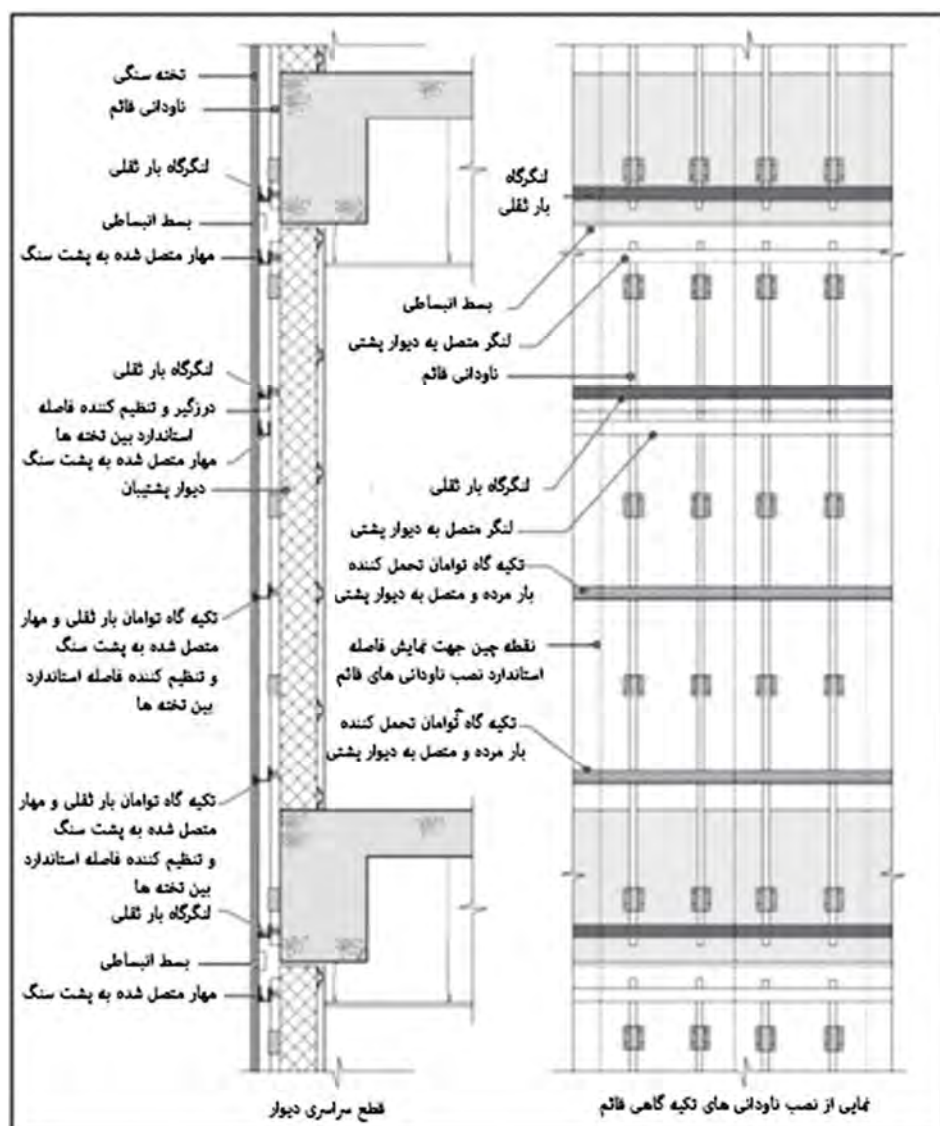 تخته سنگی
ناودانی قائم
لنگرگاه بار ثقلی
بسط انبساطی
مهار متصل شده به پشت سنگ
لنگرگاه بار ثقلی
درزگیر و تنظیم کننده فاصله
استاندارد بین تخته ها
مهار متصل شده به پشت سنگ
دیوار پشتیبان
تکیه گاه توامان بار ثقلی و مهار
متصل شده به پشت سنگ
و تنظیم کننده فاصله استاندارد
بین تخته ها
تکیه گاه توامان بار ثقلی و مهار
متصل شده به پشت سنگ
و تنظیم کننده فاصله استاندارد
بین تخته ها
لنگرگاه بار ثقلی
بسط انبساطی
مهار متصل شده به پشت سنگ
قطع سراسری دیوار
لنگرگاه
بار ثقلی
بسط انبساطی
لنگر متصل به دیوار پشتی
ناودانی قائم
لنگرگاه بار ثقلی
لنگر متصل به دیوار پشتی
تکیه گاه توامان تحمل کننده
بار مرده و متصل به دیوار پشتی
نقطه چین جهت نمایش فاصله
استاندارد نصب ناودانی های قائم
تکیه گاه توامان تحمل کننده
بار مرده و متصل به دیوار پشتی
نمایی از نصب ناودانی های تکیه گاهی قائم